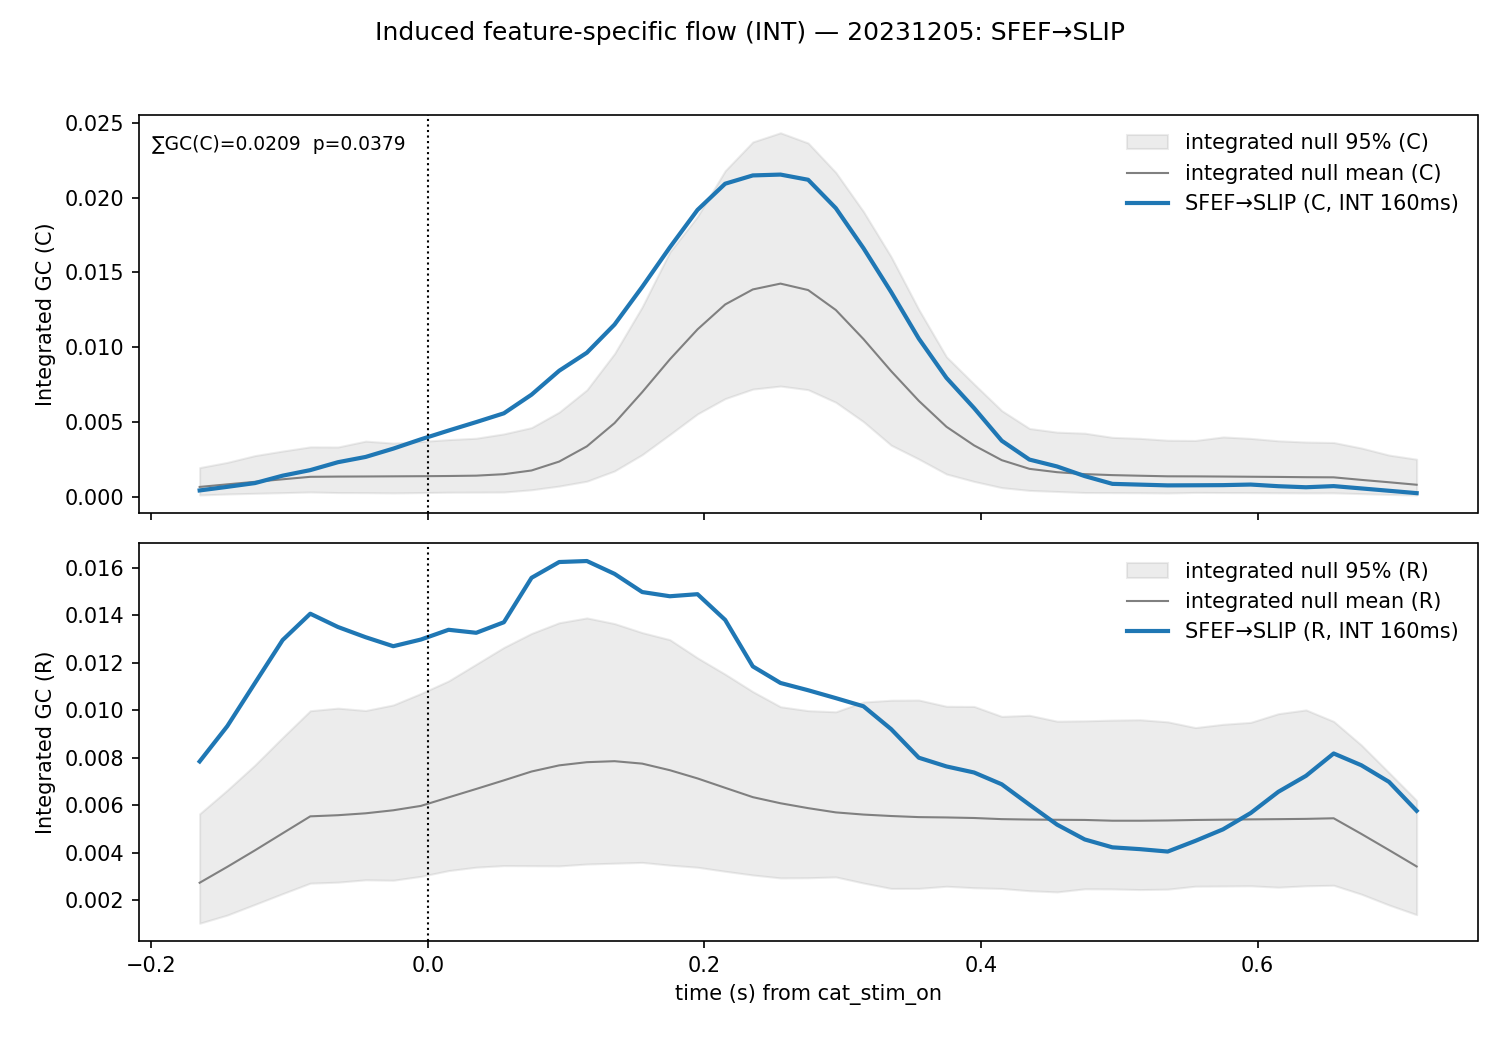 Induced feature-specific flow (INT) — 20231205: SFEF→SLIP
∑GC(C)=0.0209  p=0.0379
integrated null 95% (C)
integrated null mean (C)
SFEF→SLIP (C, INT 160ms)
Integrated GC (C)
0.025
0.020
0.015
0.010
0.005
0.000
integrated null 95% (R)
integrated null mean (R)
SFEF→SLIP (R, INT 160ms)
Integrated GC (R)
0.016
0.014
0.012
0.010
0.008
0.006
0.004
0.002
−0.2 0.0 0.2 0.4 0.6
time (s) from cat_stim_on